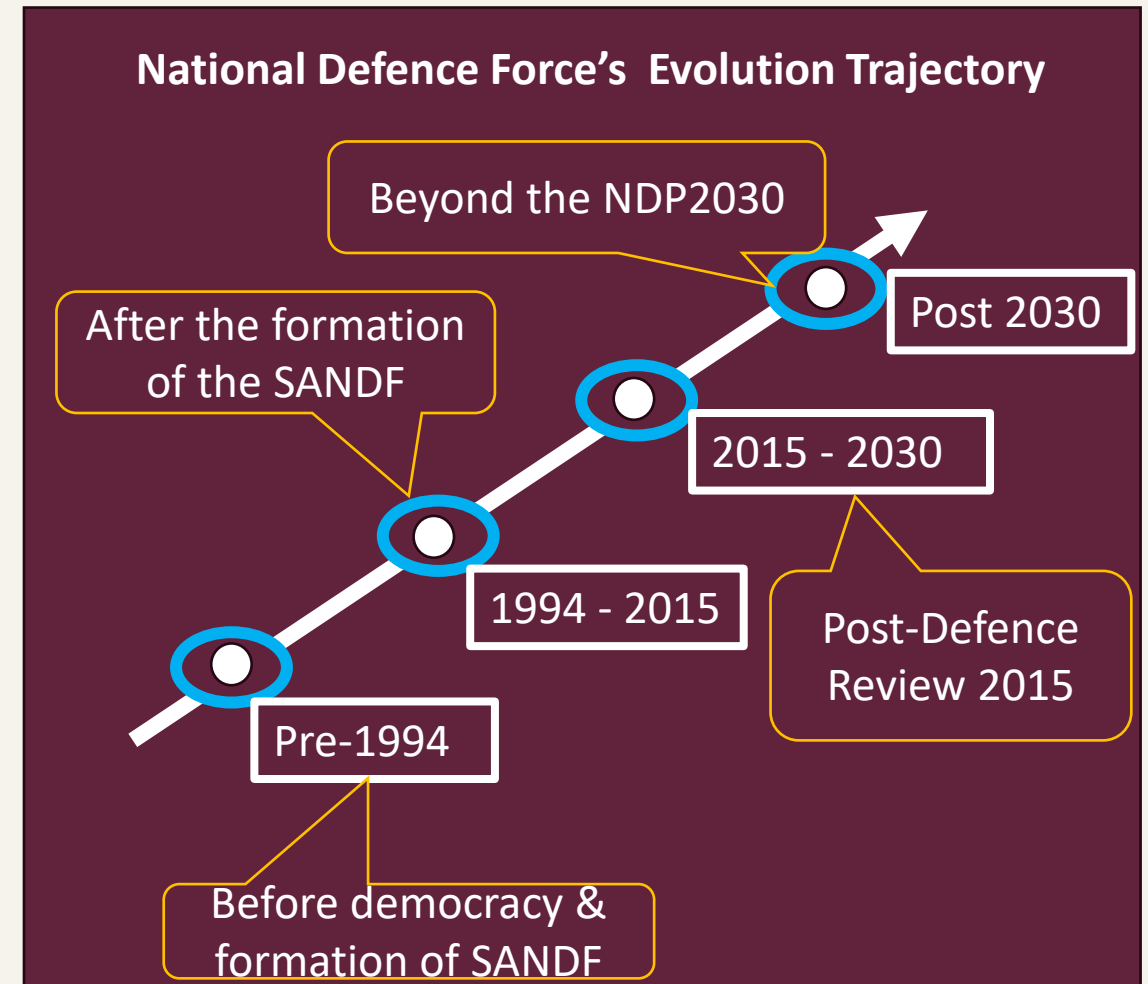 National Defence Force’s  Evolution Trajectory
Beyond the NDP2030
Post 2030
After the formation
of the SANDF
2015 - 2030
1994 - 2015
Post-Defence
Review 2015
Pre-1994
Before democracy &
formation of SANDF